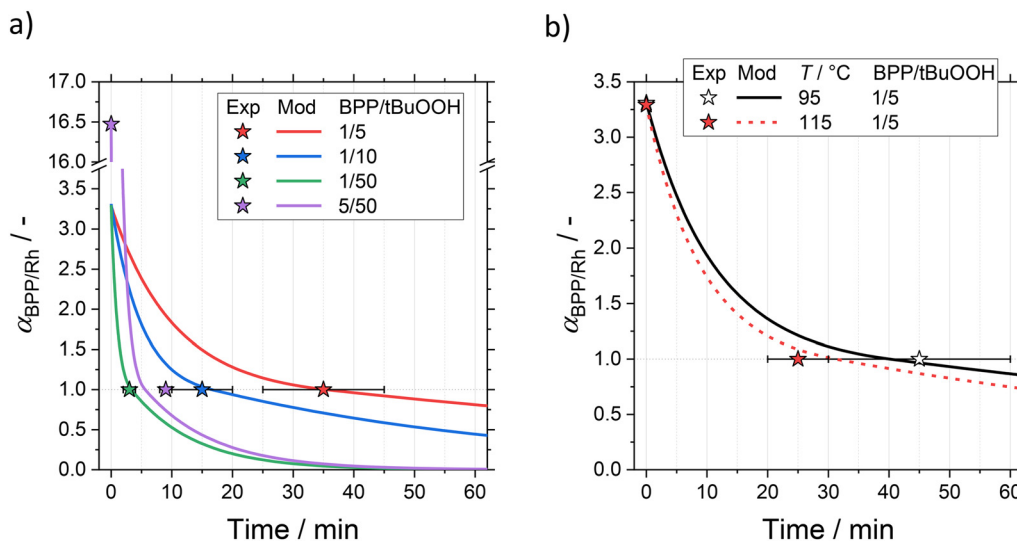 a)
17.0
16.5
16.0
3.5
3.0
2.5
2.0
1.5
1.0
0.5
0.0
αBPP/Rh / -
Exp Mod BPP/tBuOOH
1/5
1/10
1/50
5/50
0 10 20 30 40 50 60
Time / min
b)
3.5
3.0
2.5
2.0
1.5
1.0
0.5
0.0
αBPP/Rh / -
Exp Mod T / °C BPP/tBuOOH
95 1/5
115 1/5
0 10 20 30 40 50 60
Time / min